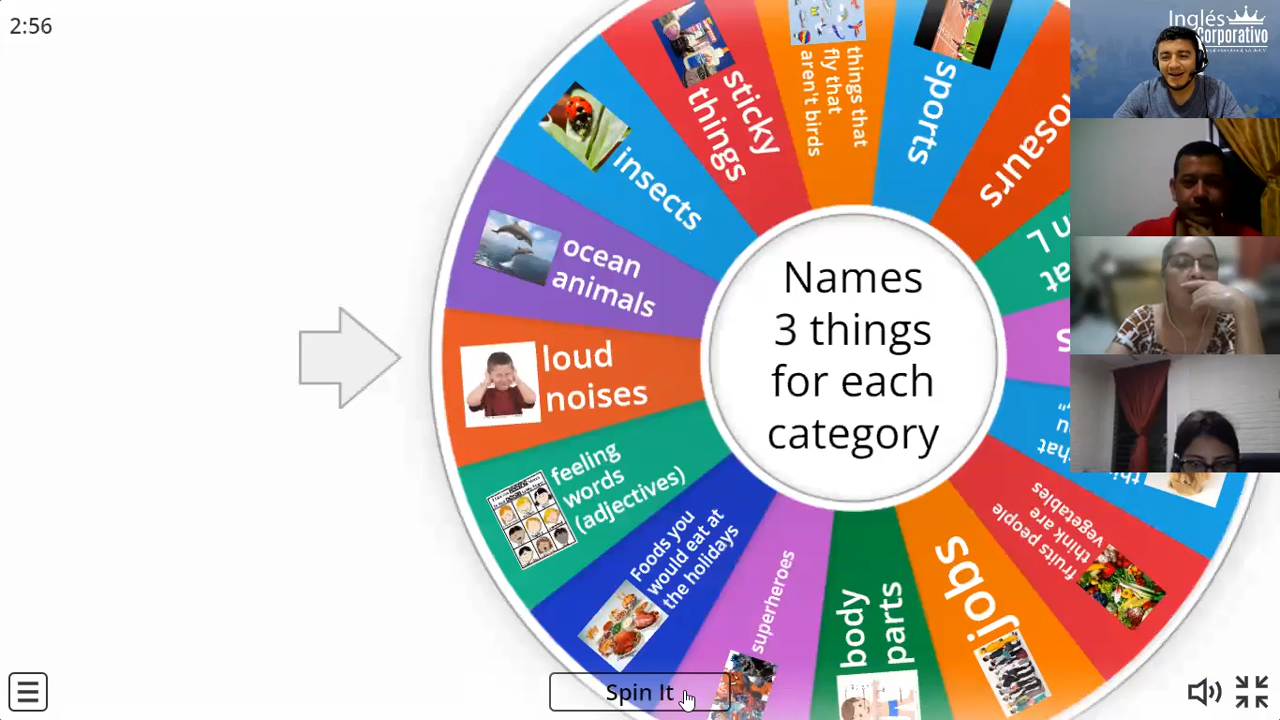 2:56
Inglés
Corporativo
sticky
things
things that
fly that
aren't birds
sports
osaurs
insects
ocean
animals
loud
noises
feeling
words
(adjectives)
Foods you
would eat at
the holidays
superheroes
body
parts
jobs
fruits people
think are
vegetables
Names
3 things
for each
category
Spin It